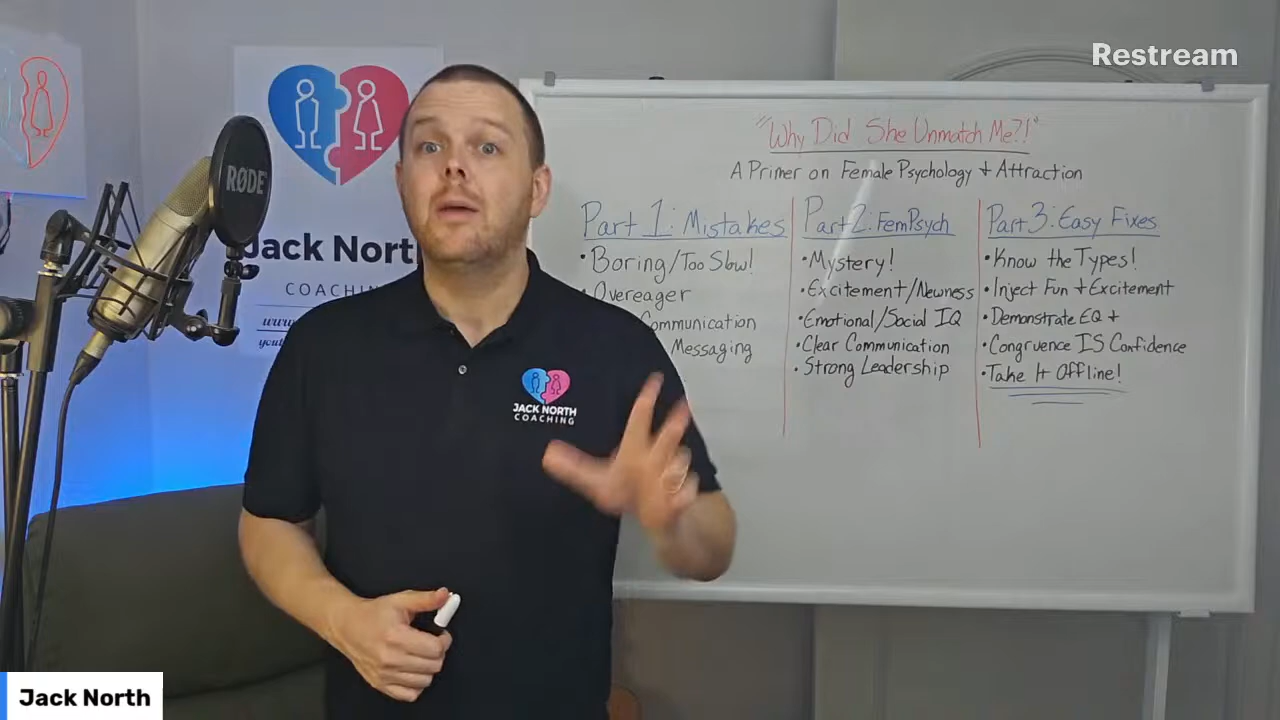 Restream
RØDE
Jack North
COACHIN
www
yout
JACK NORTH
COACHING
"Why Did She Unmatch Me?!"
A Primer on Female Psychology + Attraction
Part 1: Mistakes
• Boring/Too Slow!
• Overeager
Communication
Messaging
Part 2: FemPsych
• Mystery!
• Excitement/Newness
• Emotional/Social IQ
• Clear Communication
• Strong Leadership
Part 3: Easy Fixes
• Know the Types!
• Inject Fun + Excitement
• Demonstrate EQ +
• Congruence IS Confidence
• Take It Offline!
Jack North